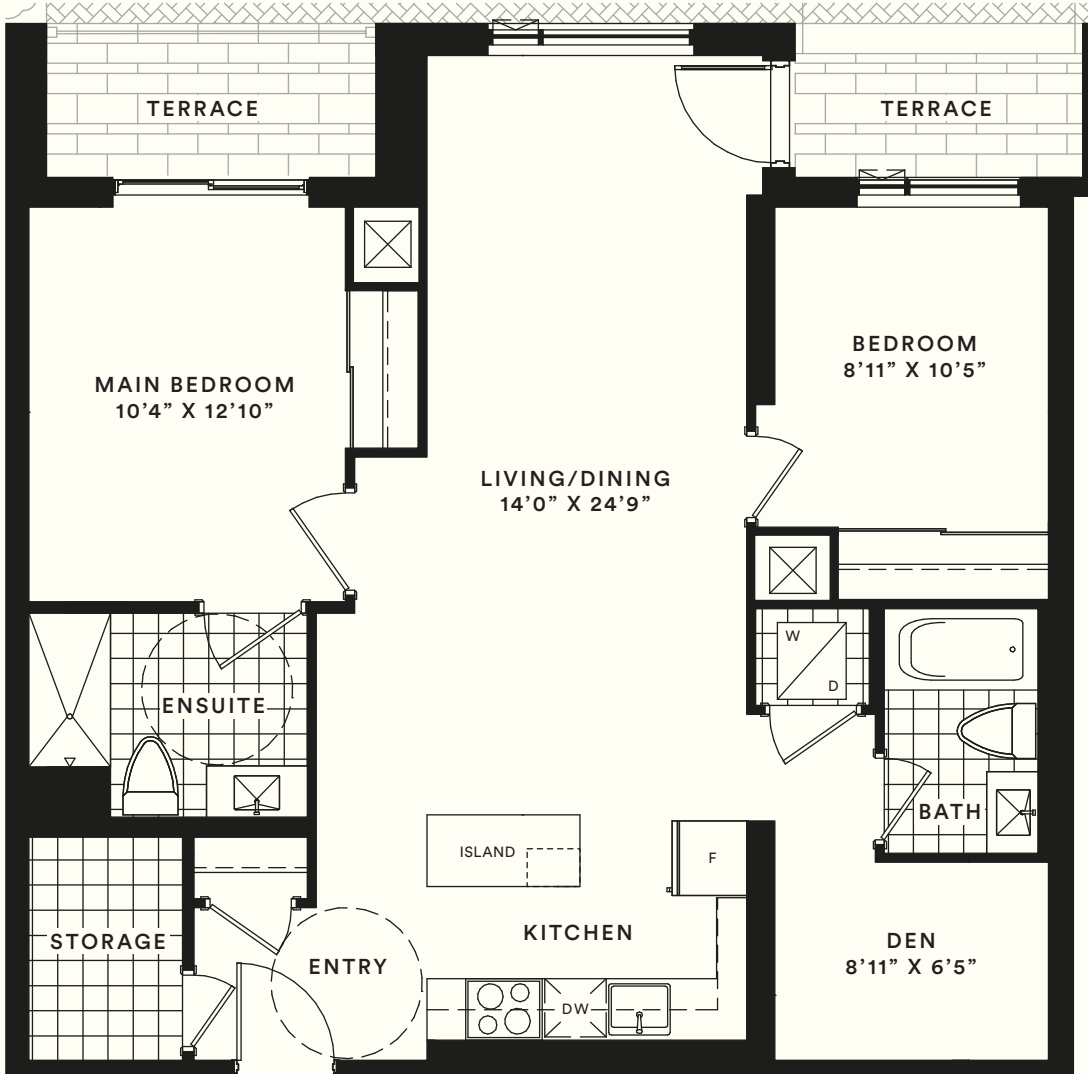 TERRACE
TERRACE
BEDROOM
8’11” X 10’5”
MAIN BEDROOM
10’4” X 12’10”
LIVING/DINING
14’0” X 24’9”
W
D
ENSUITE
BATH
ISLAND
F
KITCHEN
STORAGE
ENTRY
DEN
8’11” X 6’5”
DW